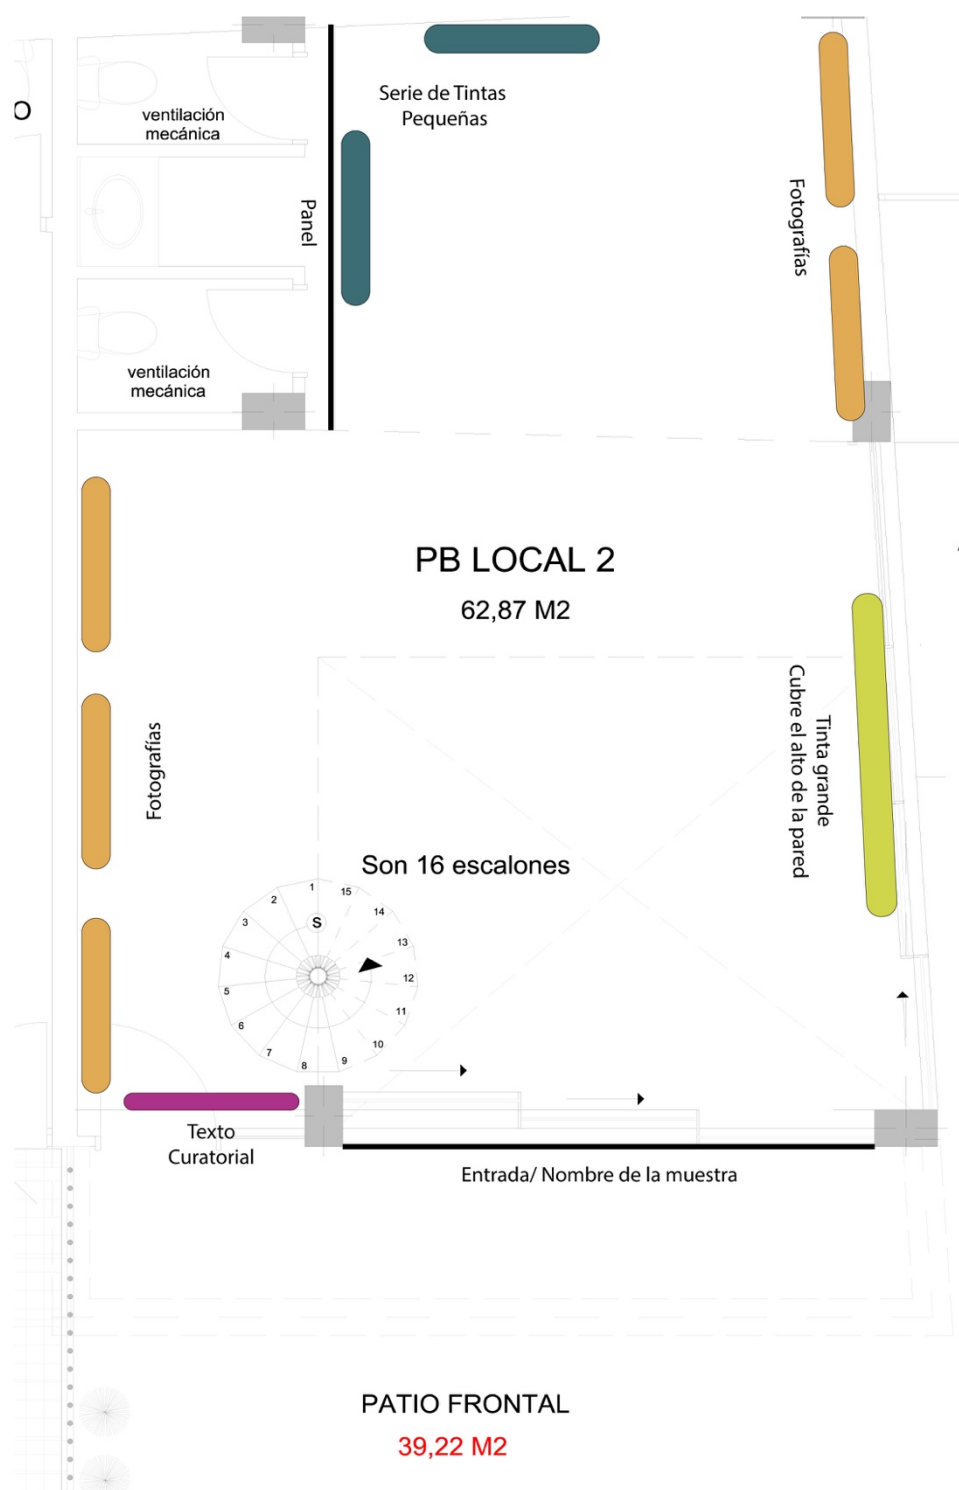 Serie de Tintas
Pequeñas
O
ventilación
mecánica
Panel
Fotografías
ventilación
mecánica
PB LOCAL 2
62,87 M2
Fotografías
Tinta grande
Cubre el alto de la pared
Son 16 escalones
1
2
3
4
5
6
7
8
9
10
11
12
13
14
15
S
Texto
Curatorial
Entrada/ Nombre de la muestra
PATIO FRONTAL
39,22 M2